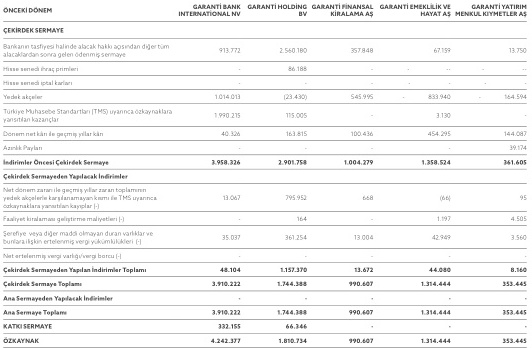 ÖNCEKİ DÖNEM GARANTİ BANK INTERNATIONAL NV GARANTİ HOLDING BV GARANTİ FİNANSAL KİRALAMA AŞ GARANTİ EMEKLİLİK VE HAYAT AŞ GARANTİ YATIRIM MENKUL KIYMETLER AŞ
ÇEKİRDEK SERMAYE
Bankanın tasfiyesi halinde alacak hakkı açısından diğer tüm
alacaklardan sonra gelen ödenmiş sermaye 913.772 2.560.180 357.848 67.159 13.750
Hisse senedi ihraç primleri - 86.188 - - -- - --
Hisse senedi iptal karları - - - - -- - -
Yedek akçeler 1.014.013 (23.430) 545.995 - 833.940 - 164.594
Türkiye Muhasebe Standartları (TMS) uyarınca özkaynaklara
yansıtılan kazançlar 1.990.215 115.005 - 3.130 -
Dönem net kârı ile geçmiş yıllar kârı 40.326 163.815 100.436 454.295 144.087
Azınlık Payları - - - - 39.174
İndirimler Öncesi Çekirdek Sermaye 3.958.326 2.901.758 1.004.279 1.358.524 361.605
Çekirdek Sermayeden Yapılacak İndirimler
Net dönem zararı ile geçmiş yıllar zararı toplamının
yedek akçelerle karşılanamayan kısmı ile TMS uyarınca
özkaynaklara yansıtılan kayıplar (-) 13.067 795.952 668 (66) 95
Faaliyet kiralaması geliştirme maliyetleri (-) - 164 - 1.197 4.505
Şerefiye veya diğer maddi olmayan duran varlıklar ve
bunlara ilişkin ertelenmiş vergi yükümlülükleri (-) 35.037 361.254 13.004 42.949 3.560
Net ertelenmiş vergi varlığı/vergi borcu (-) - - - - -
Çekirdek Sermayeden Yapılan İndirimler Toplamı 48.104 1.157.370 13.672 44.080 8.160
Çekirdek Sermaye Toplamı 3.910.222 1.744.388 990.607 1.314.444 353.445
Ana Sermayeden Yapılacak İndirimler - - - - -
Ana Sermaye Toplamı 3.910.222 1.744.388 990.607 1.314.444 353.445
KATKI SERMAYE 332.155 66.346 - - -
ÖZKAYNAK 4.242.377 1.810.734 990.607 1.314.444 353.445